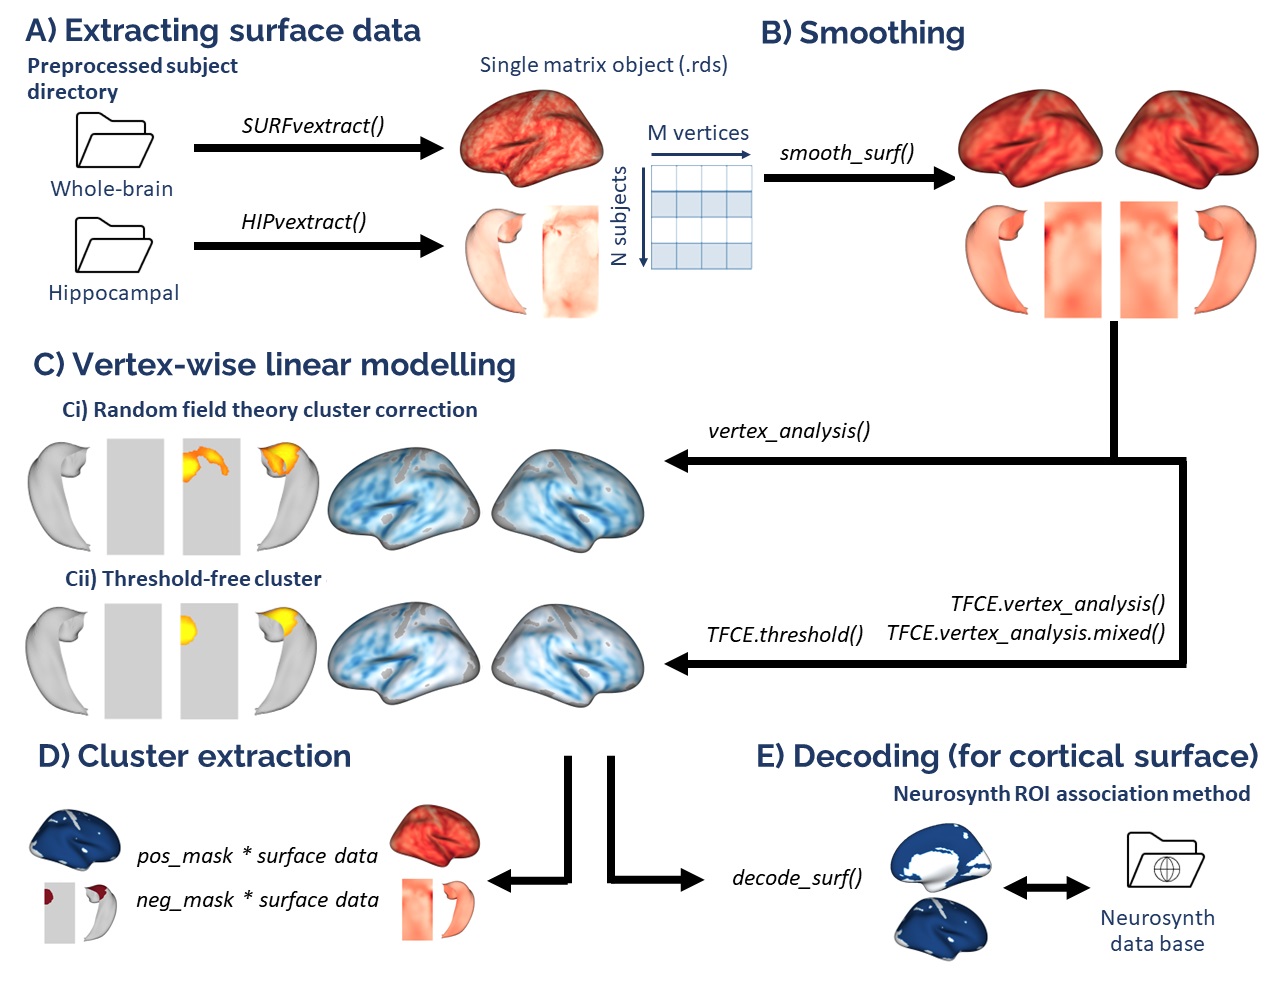 A) Extracting surface data
Preprocessed subject
directory
Single matrix object (.rds)
SURFvextract()
Whole-brain
HIPvextract()
Hippocampal
M vertices
N subjects
B) Smoothing
smooth_surf()
C) Vertex-wise linear modelling
Ci) Random field theory cluster correction
vertex_analysis()
Cii) Threshold-free cluster
TFCE.vertex_analysis()
TFCE.threshold()
TFCE.vertex_analysis.mixed()
D) Cluster extraction
pos_mask * surface data
neg_mask * surface data
E) Decoding (for cortical surface)
Neurosynth ROI association method
decode_surf()
Neurosynth
data base